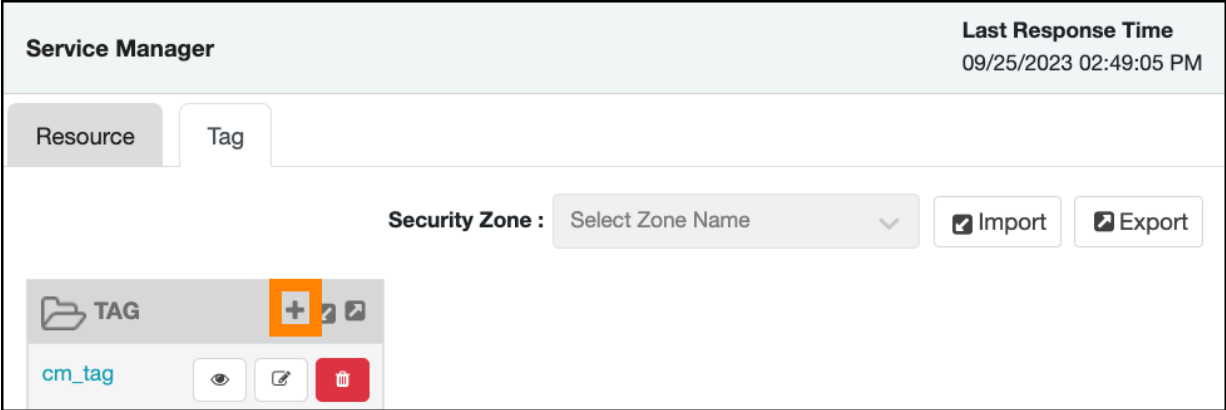 Service Manager
Last Response Time
09/25/2023 02:49:05 PM
Resource
Tag
Security Zone :
Select Zone Name
Import
Export
TAG
cm_tag